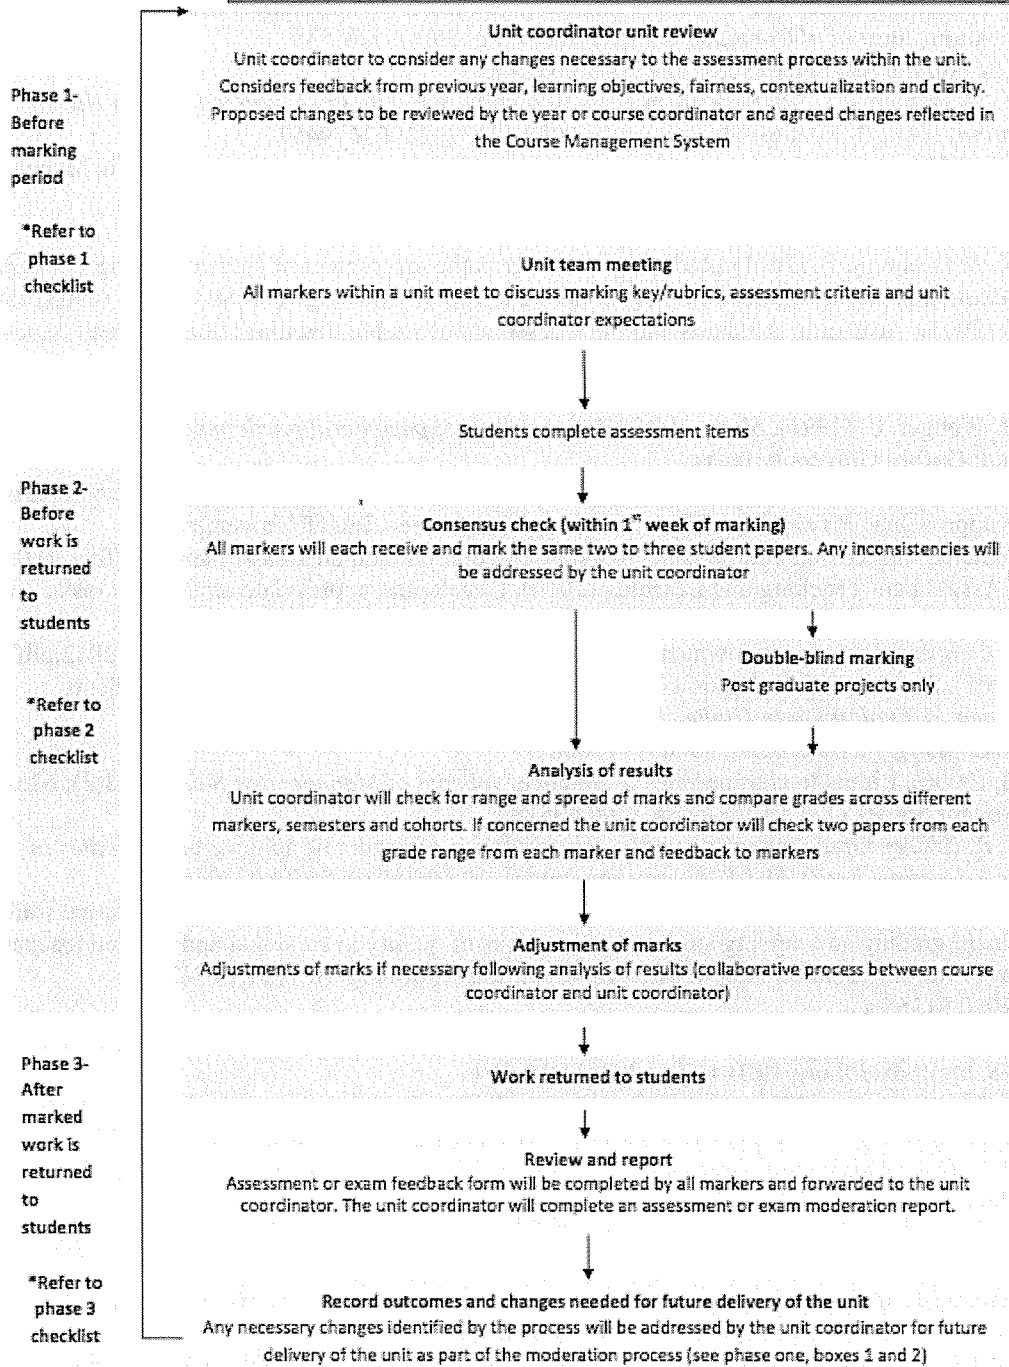 Unit coordinator unit review
Unit coordinator to consider any changes necessary to the assessment process within the unit.
Considers feedback from previous year, learning objectives, fairness, contextualization and clarity.
Proposed changes to be reviewed by the year or course coordinator and agreed changes reflected in
the Course Management System
Phase 1-
Before
marking
period
*Refer to
phase 1
checklist
Unit team meeting
All markers within a unit meet to discuss marking key/rubrics, assessment criteria and unit
coordinator expectations
Students complete assessment items
Phase 2-
Before
work is
returned
to
students
*Refer to
phase 2
checklist
Consensus check (within 1st week of marking)
All markers will each receive and mark the same two to three student papers. Any inconsistencies will
be addressed by the unit coordinator
Double-blind marking
Post graduate projects only
Analysis of results
Unit coordinator will check for range and spread of marks and compare grades across different
markers, semesters and cohorts. If concerned the unit coordinator will check two papers from each
grade range from each marker and feedback to markers
Adjustment of marks
Adjustments of marks if necessary following analysis of results (collaborative process between course
coordinator and unit coordinator)
Phase 3-
After
marked
work is
returned
to
students
*Refer to
phase 3
checklist
Work returned to students
Review and report
Assessment or exam feedback form will be completed by all markers and forwarded to the unit
coordinator. The unit coordinator will complete an assessment or exam moderation report.
Record outcomes and changes needed for future delivery of the unit
Any necessary changes identified by the process will be addressed by the unit coordinator for future
delivery of the unit as part of the moderation process (see phase one, boxes 1 and 2)